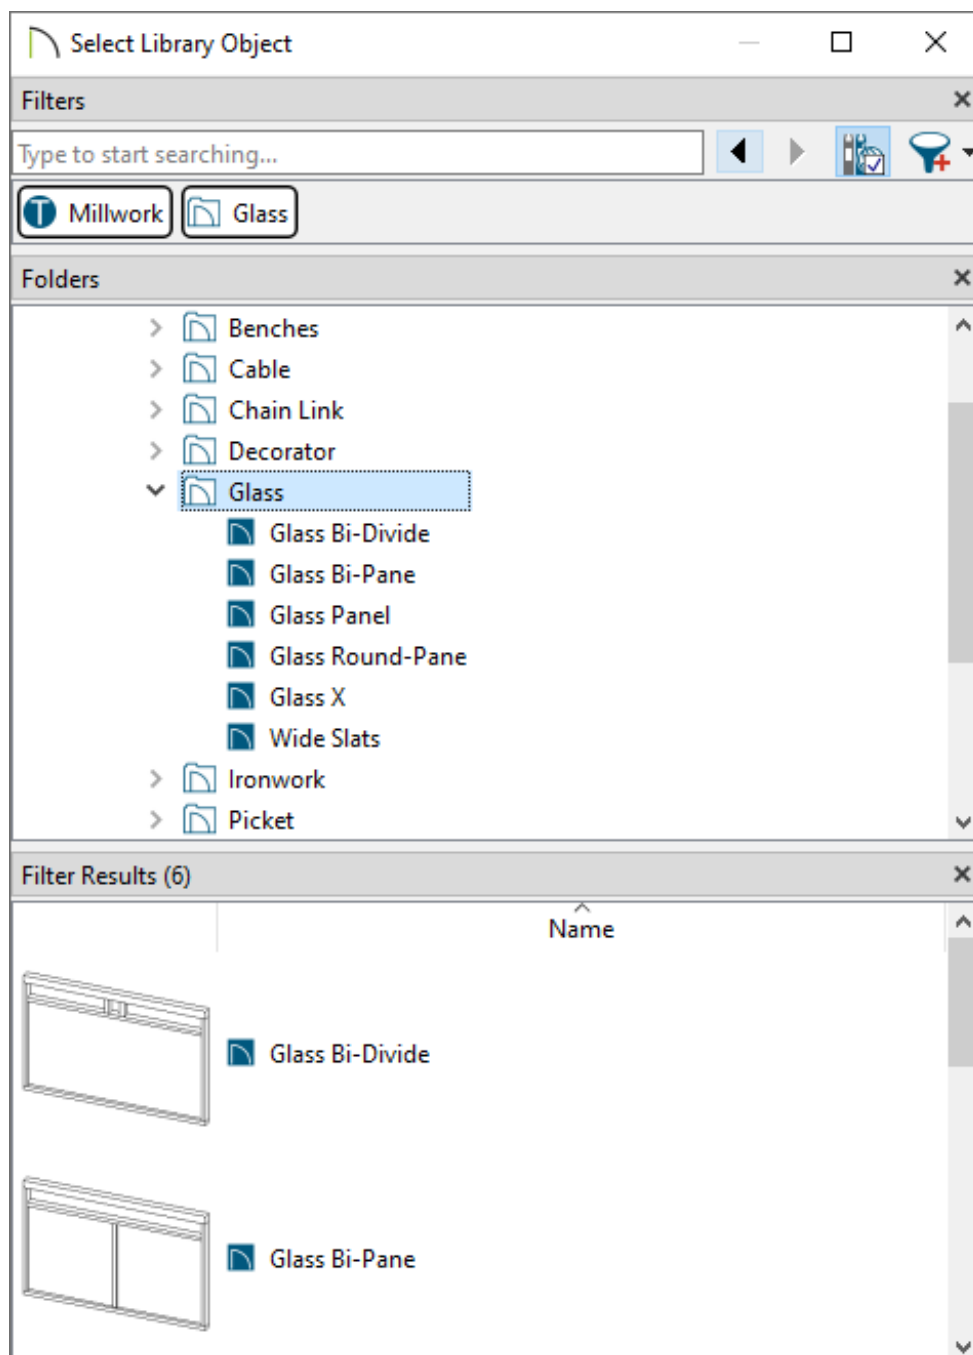 Select Library Object
Filters
Type to start searching...
Millwork Glass
Folders
Benches
Cable
Chain Link
Decorator
Glass
Glass Bi-Divide
Glass Bi-Pane
Glass Panel
Glass Round-Pane
Glass X
Wide Slats
Ironwork
Picket
Filter Results (6)
Name
Glass Bi-Divide
Glass Bi-Pane